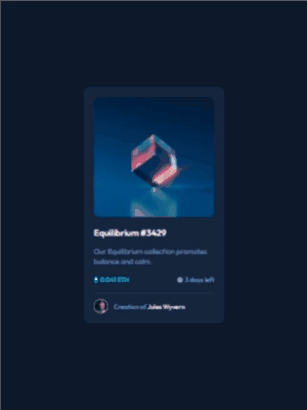 Equilibrium #3429
Our Equilibrium collection promotes
balance and calm.
0.041 ETH
3 days left
Creation of Jules Wyvern